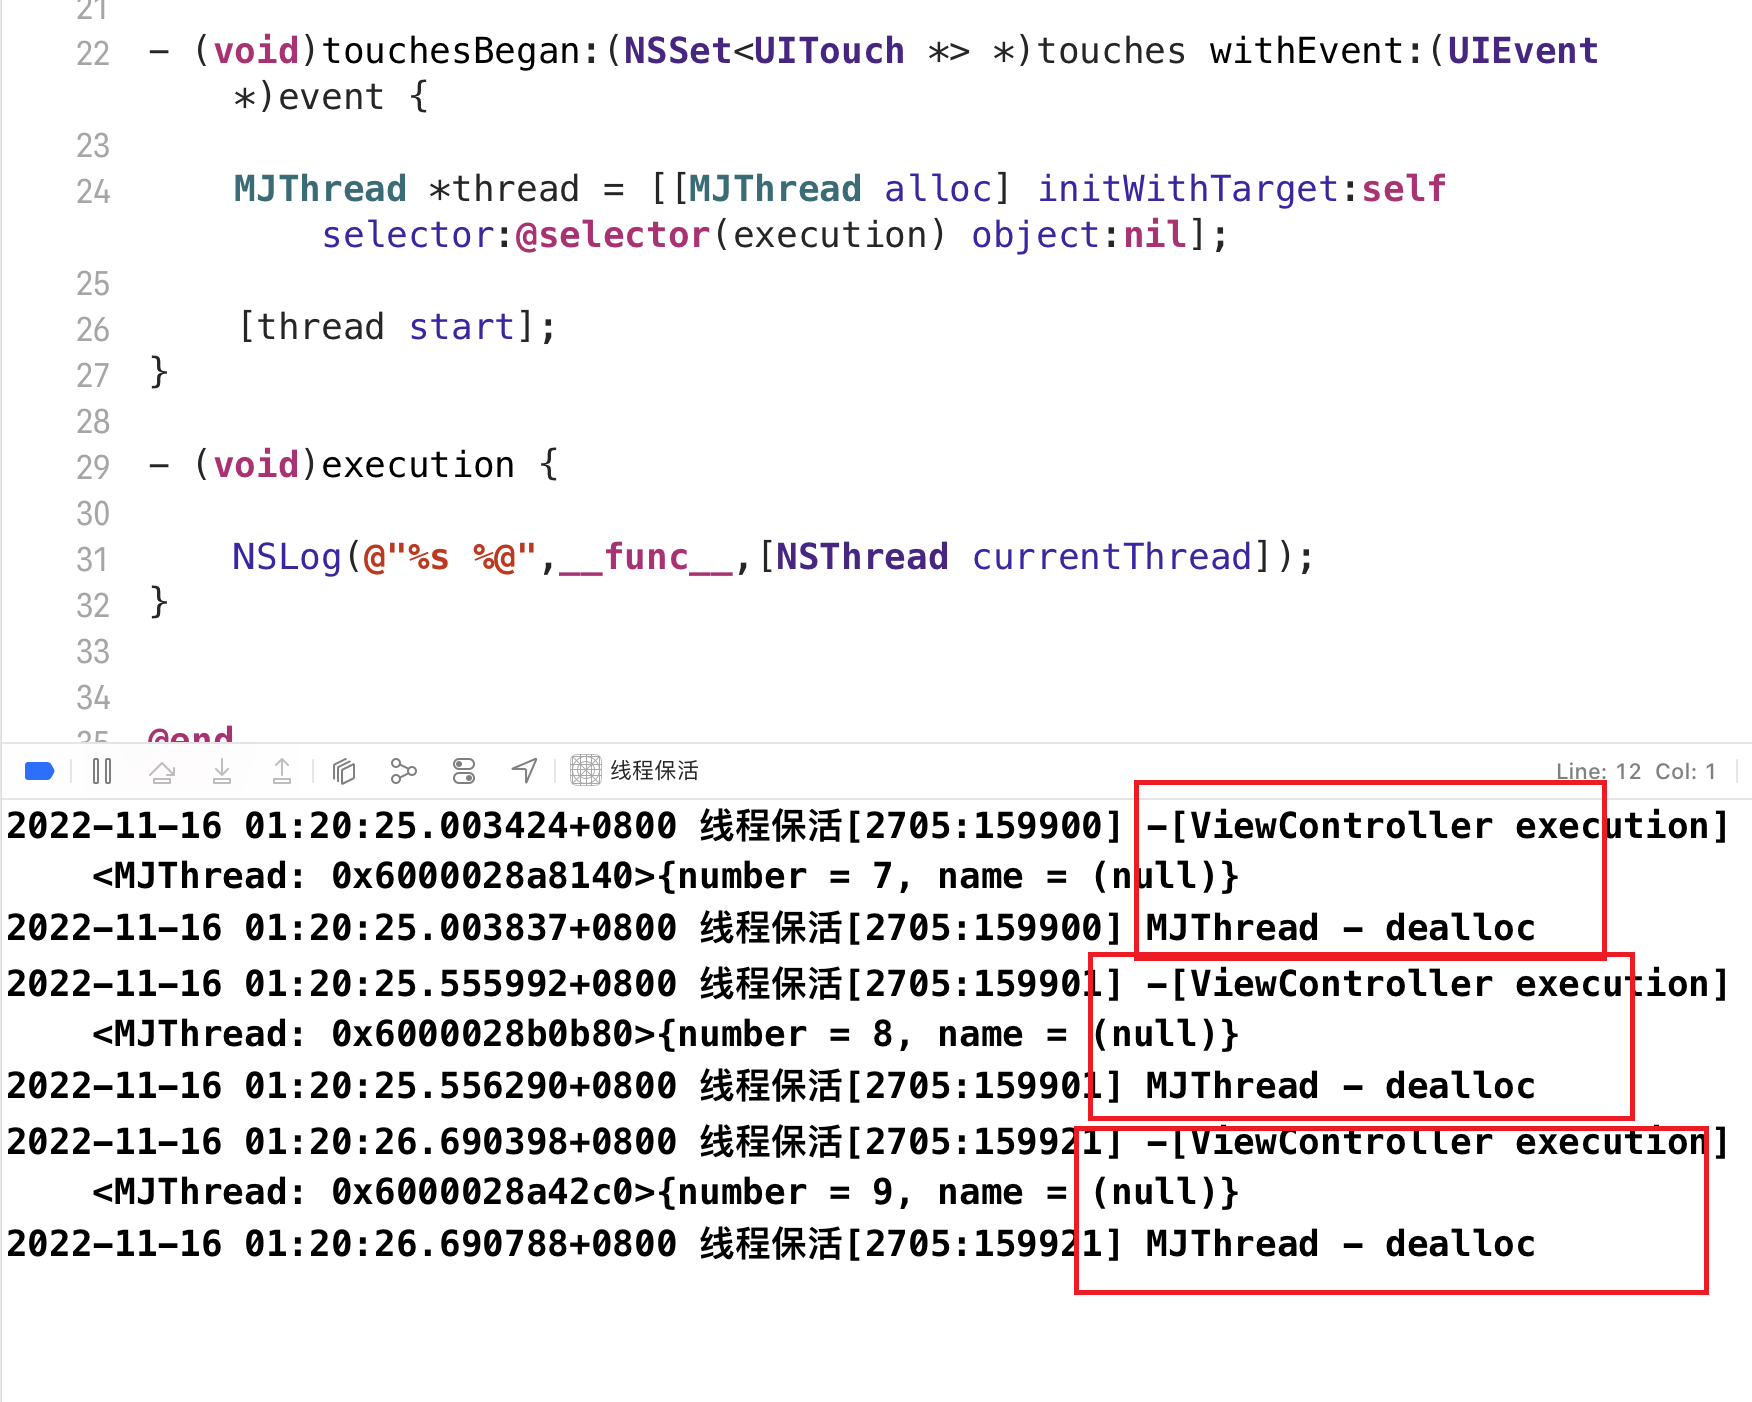 21
22 - (void)touchesBegan:(NSSet<UITouch *> *)touches withEvent:(UIEvent
*)event {
23
24 MJThread *thread = [[MJThread alloc] initWithTarget:self
selector:@selector(execution) object:nil];
25
26 [thread start];
27 }
28
29 - (void)execution {
30
31 NSLog(@"%s %@",__func__,[NSThread currentThread]);
32 }
33
34
35 @end
线程保活 Line: 12 Col: 1
2022-11-16 01:20:25.003424+0800 线程保活[2705:159900] -[ViewController execution]
<MJThread: 0x6000028a8140>{number = 7, name = (null)}
2022-11-16 01:20:25.003837+0800 线程保活[2705:159900] MJThread - dealloc
2022-11-16 01:20:25.555992+0800 线程保活[2705:159901] -[ViewController execution]
<MJThread: 0x6000028b0b80>{number = 8, name = (null)}
2022-11-16 01:20:25.556290+0800 线程保活[2705:159901] MJThread - dealloc
2022-11-16 01:20:26.690398+0800 线程保活[2705:159921] -[ViewController execution]
<MJThread: 0x6000028a42c0>{number = 9, name = (null)}
2022-11-16 01:20:26.690788+0800 线程保活[2705:159921] MJThread - dealloc